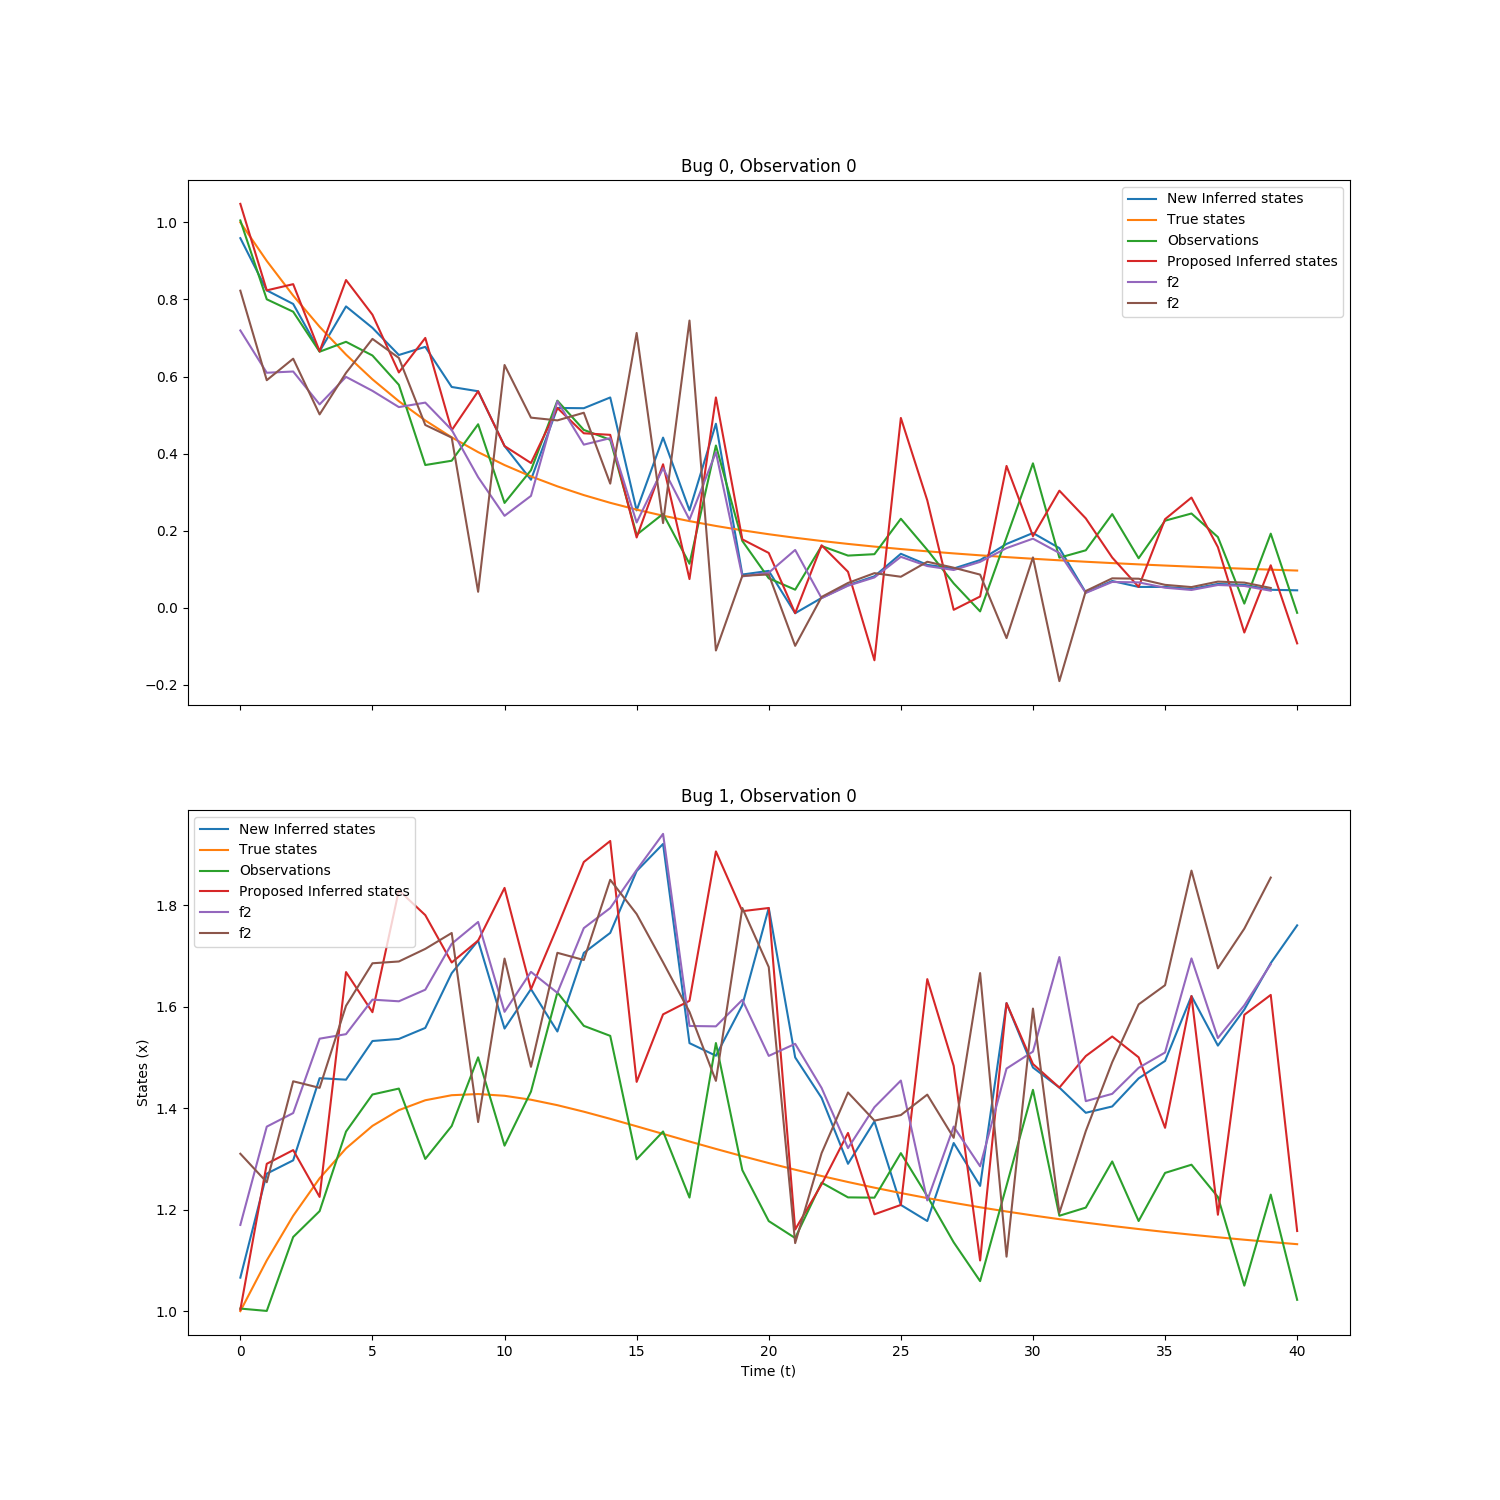 Bug 0, Observation 0
1.0
0.8
0.6
0.4
0.2
0.0
−0.2
New Inferred states
True states
Observations
Proposed Inferred states
f2
f2
Bug 1, Observation 0
New Inferred states
True states
Observations
Proposed Inferred states
f2
f2
States (x)
1.8
1.6
1.4
1.2
1.0
0 5 10 15 20 25 30 35 40
Time (t)